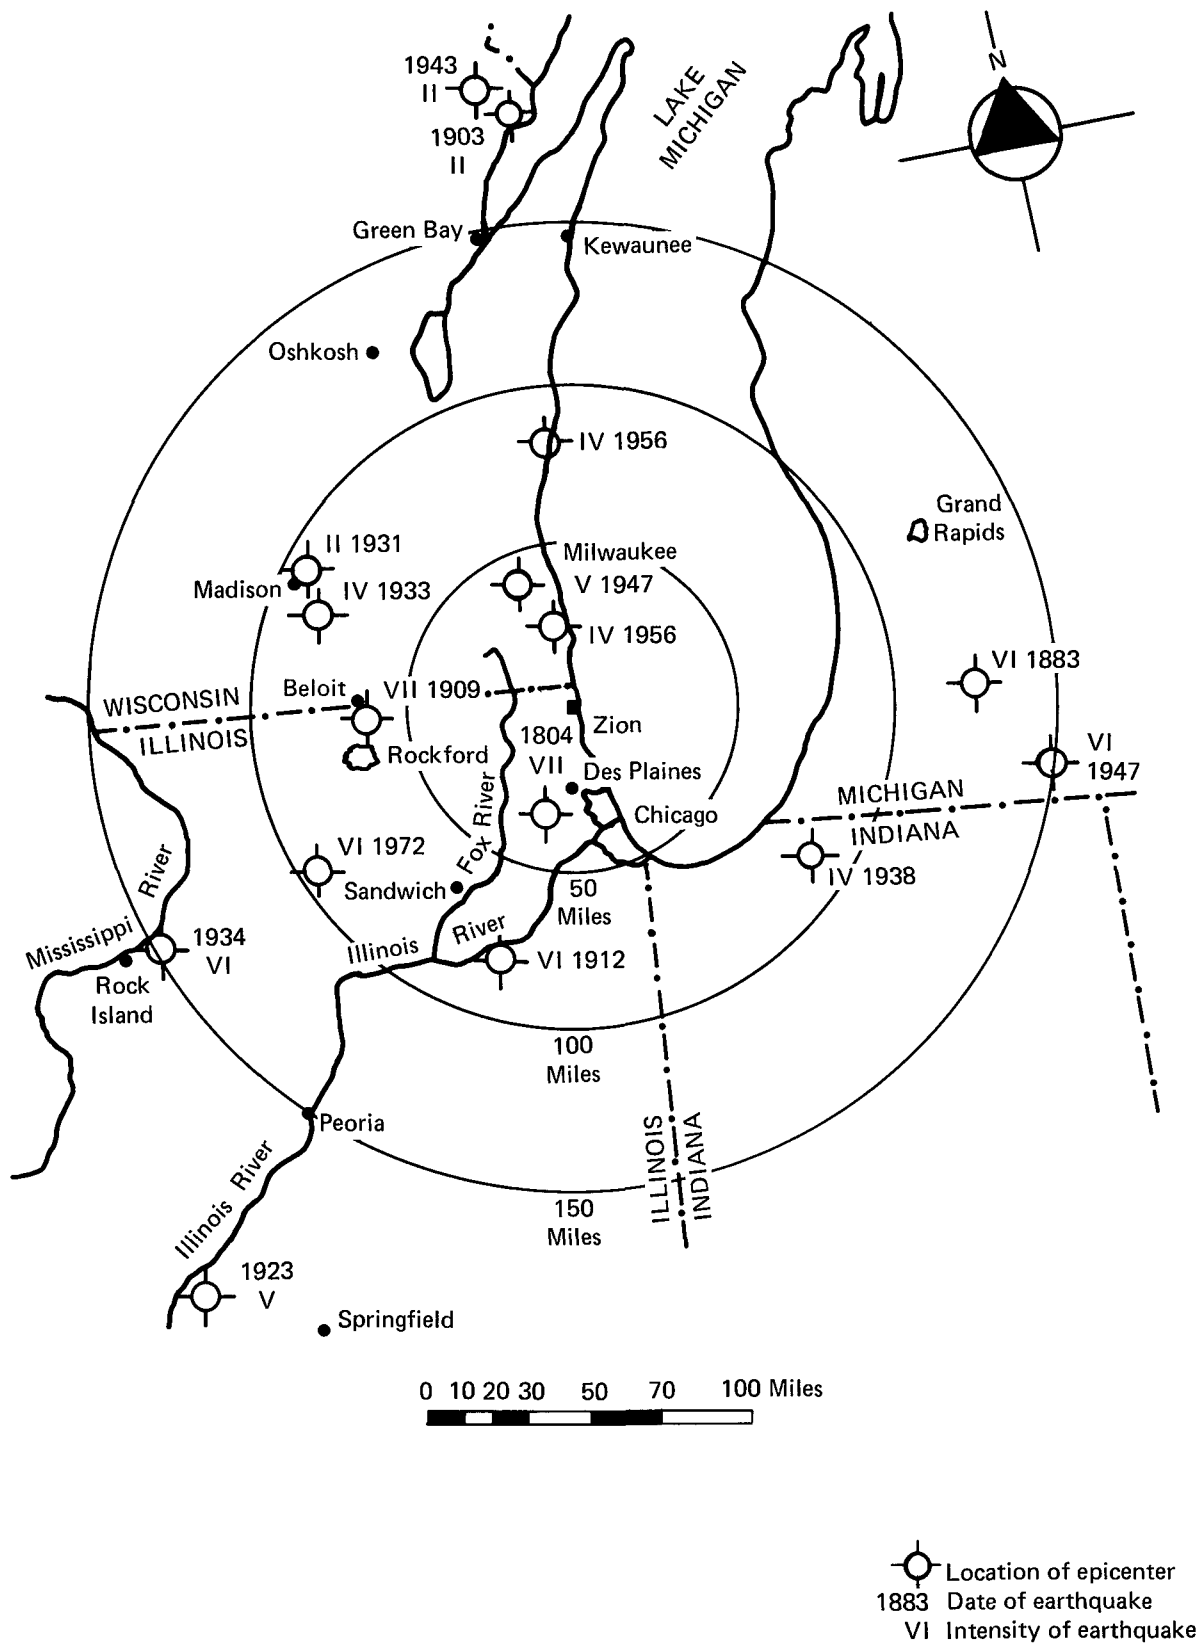 1943
II
1903
II
LAKE
MICHIGAN
N
Green Bay
Kewaunee
Oshkosh
IV 1956
Grand
Rapids
II 1931
Madison
IV 1933
Milwaukee
V 1947
IV 1956
VI 1883
WISCONSIN
ILLINOIS
Beloit
VII 1909
Zion
Rockford
1804
VII
Des Plaines
Chicago
Fox River
VI
1947
MICHIGAN
INDIANA
IV 1938
VI 1972
Sandwich
50
Miles
Mississippi River
1934
VI
Rock
Island
Illinois River
VI 1912
100
Miles
Peoria
ILLINOIS
INDIANA
150
Miles
Illinois River
1923
V
Springfield
0 10 20 30 50 70 100 Miles
Location of epicenter
1883 Date of earthquake
VI Intensity of earthquake